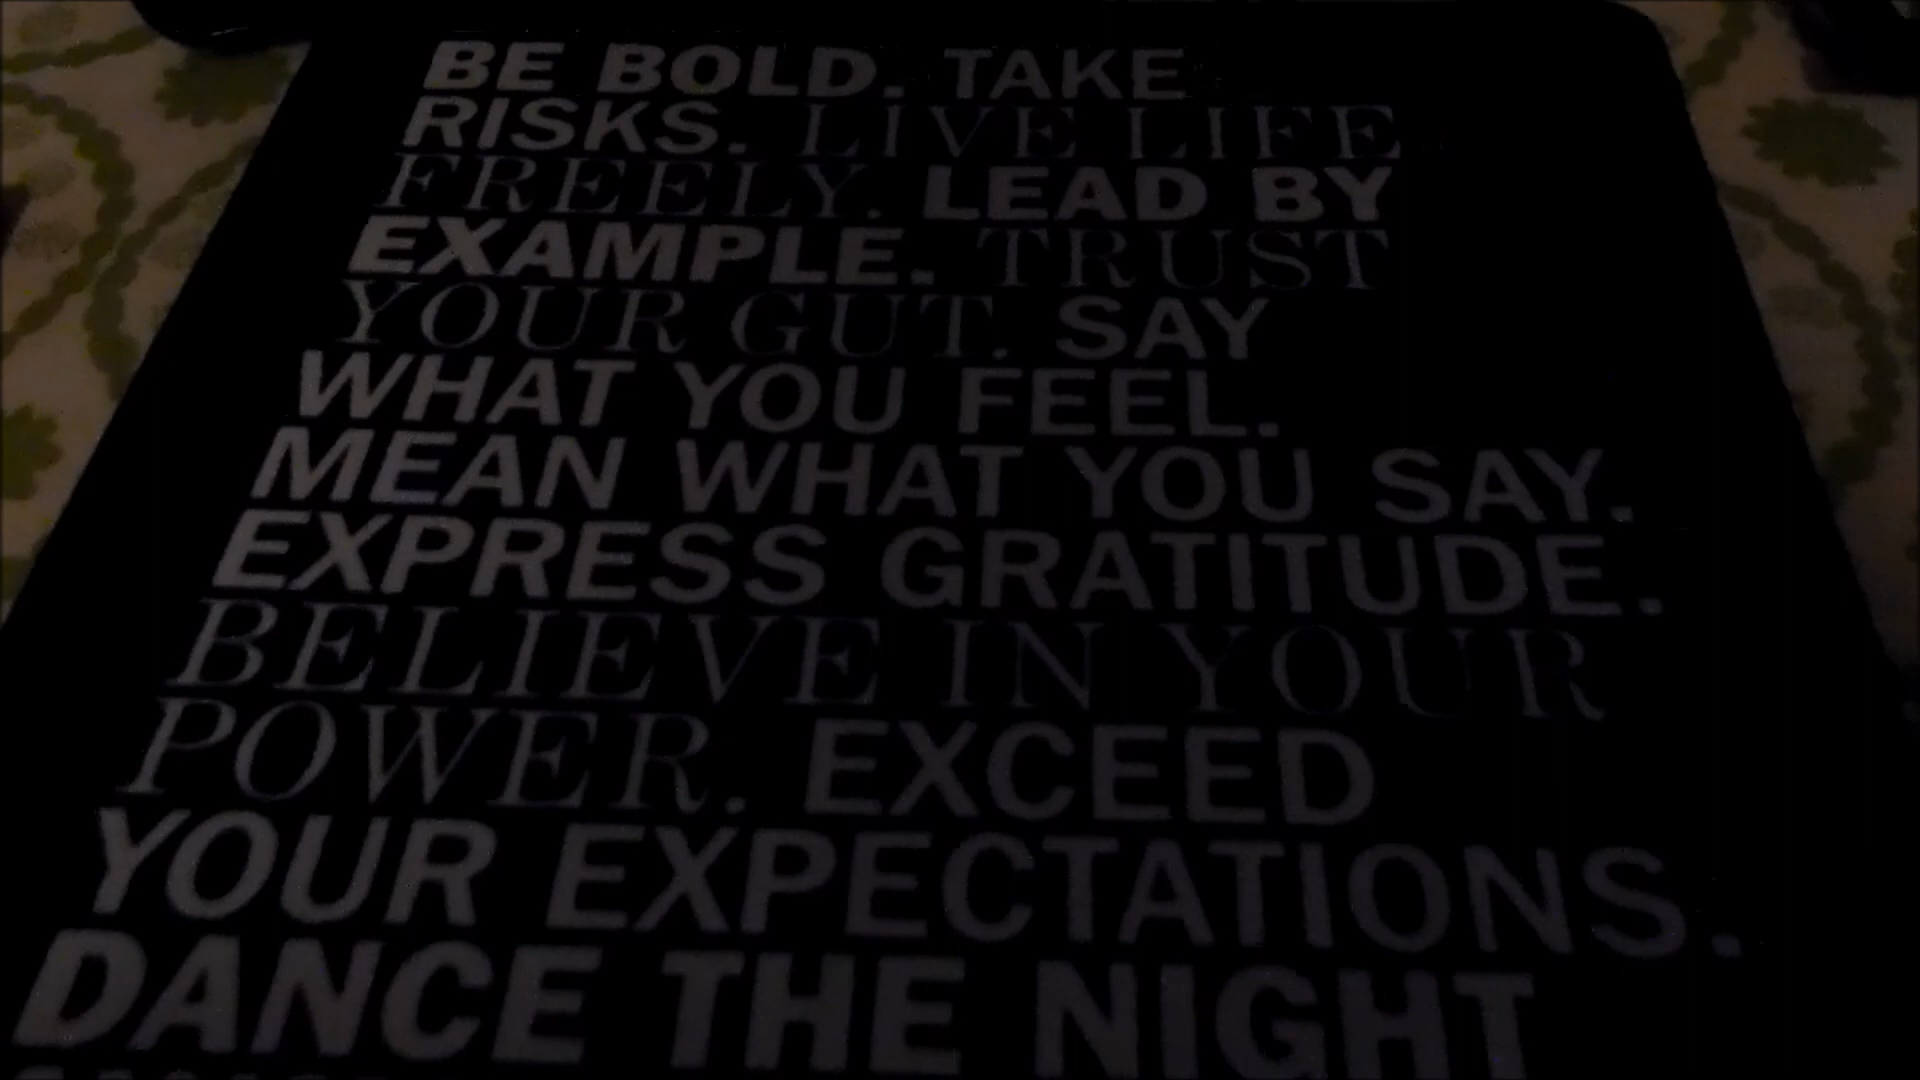 BE BOLD. TAKE
RISKS. LIVE LIFE
FREELY. LEAD BY
EXAMPLE. TRUST
YOUR GUT. SAY
WHAT YOU FEEL.
MEAN WHAT YOU SAY.
EXPRESS GRATITUDE.
BELIEVE IN YOUR
POWER. EXCEED
YOUR EXPECTATIONS.
DANCE THE NIGHT